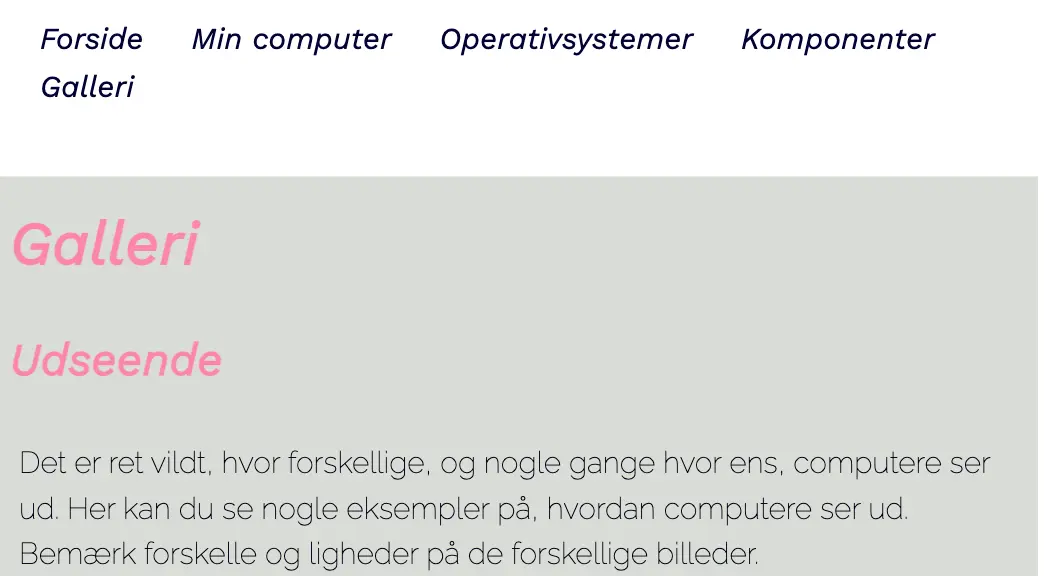 Forside Min computer Operativsystemer Komponenter
Galleri
Galleri
Udseende
Det er ret vildt, hvor forskellige, og nogle gange hvor ens, computere ser
ud. Her kan du se nogle eksempler på, hvordan computere ser ud.
Bemærk forskelle og ligheder på de forskellige billeder.